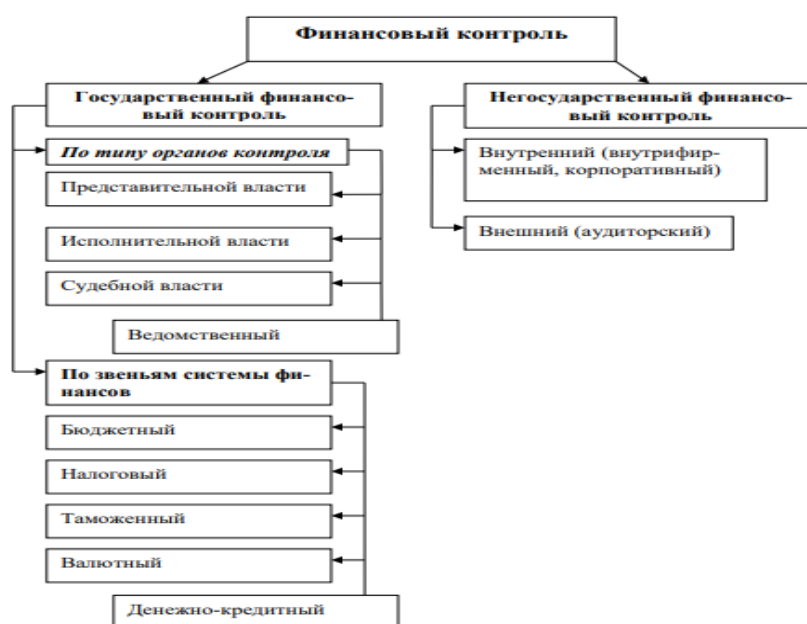 Финансовый контроль
Государственный финансо-
вый контроль
По типу органов контроля
Представительной власти
Исполнительной власти
Судебной власти
Ведомственный
По звеньям системы фи-
нансов
Бюджетный
Налоговый
Таможенный
Валютный
Денежно-кредитный
Негосударственный финансо-
вый контроль
Внутренний (внутрифир-
менный, корпоративный)
Внешний (аудиторский)